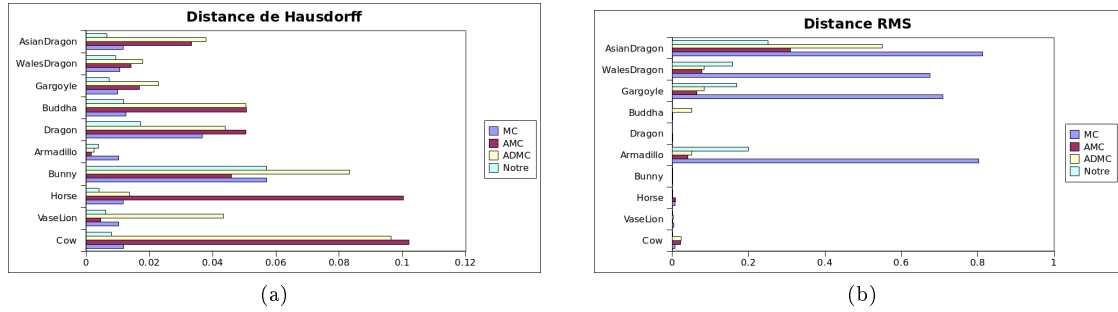 Distance de Hausdorff
AsianDragon
WalesDragon
Gargoyle
Buddha
Dragon
Armadillo
Bunny
Horse
VaseLion
Cow
0 0.02 0.04 0.06 0.08 0.1 0.12
MC
AMC
ADMC
Notre
(a)
Distance RMS
AsianDragon
WalesDragon
Gargoyle
Buddha
Dragon
Armadillo
Bunny
Horse
VaseLion
Cow
0 0.2 0.4 0.6 0.8 1
MC
AMC
ADMC
Notre
(b)